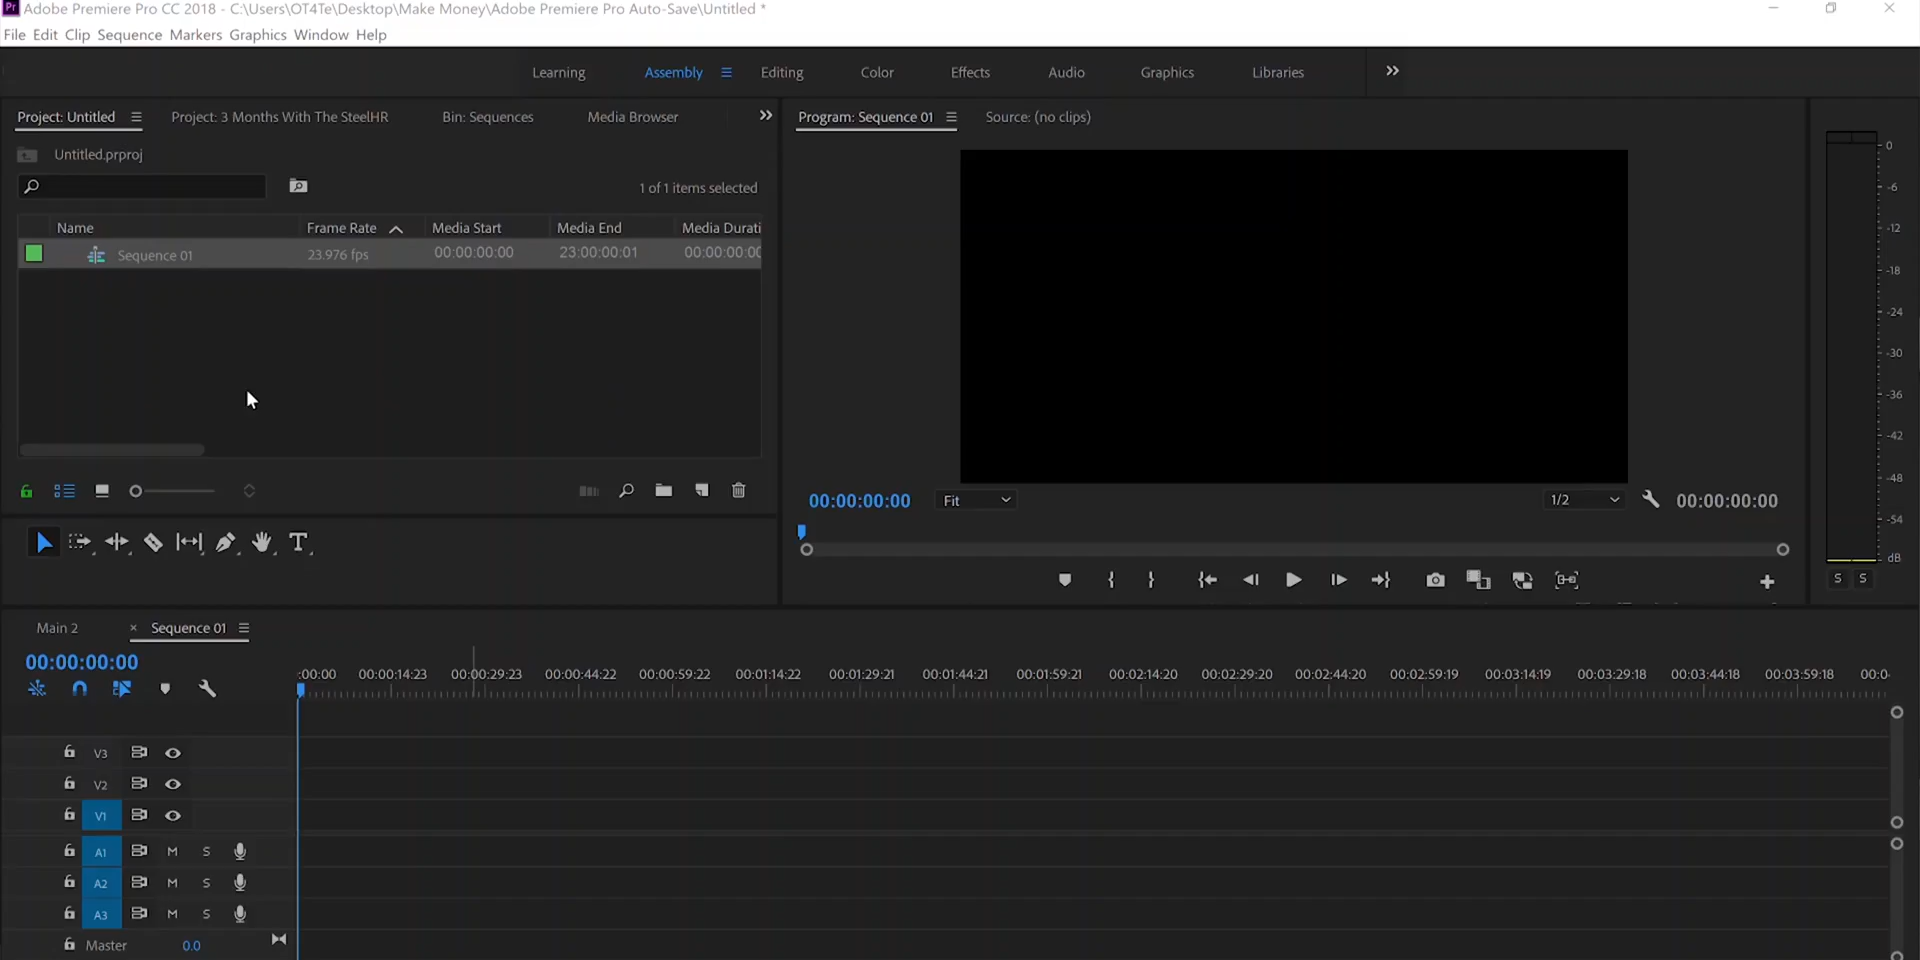 Pr Adobe Premiere Pro CC 2018 - C:\Users\OT4Te\Desktop\Make Money\Adobe Premiere Pro Auto-Save\Untitled *
File Edit Clip Sequence Markers Graphics Window Help
Learning Assembly Editing Color Effects Audio Graphics Libraries
Project: Untitled Project: 3 Months With The SteelHR Bin: Sequences Media Browser
Program: Sequence 01 Source: (no clips)
Untitled.prproj
1 of 1 items selected
Name Frame Rate Media Start Media End Media Durati
Sequence 01 23.976 fps 00:00:00:00 23:00:00:01 00:00:00:00
00:00:00:00 Fit 1/2 00:00:00:00
0
-6
-12
-18
-24
-30
-36
-42
-48
-54
dB
S S
T
Main 2 × Sequence 01
00:00:00:00
:00:00 00:00:14:23 00:00:29:23 00:00:44:22 00:00:59:22 00:01:14:22 00:01:29:21 00:01:44:21 00:01:59:21 00:02:14:20 00:02:29:20 00:02:44:20 00:02:59:19 00:03:14:19 00:03:29:18 00:03:44:18 00:03:59:18 00:0
V3
V2
V1
A1 M S
A2 M S
A3 M S
Master 0.0